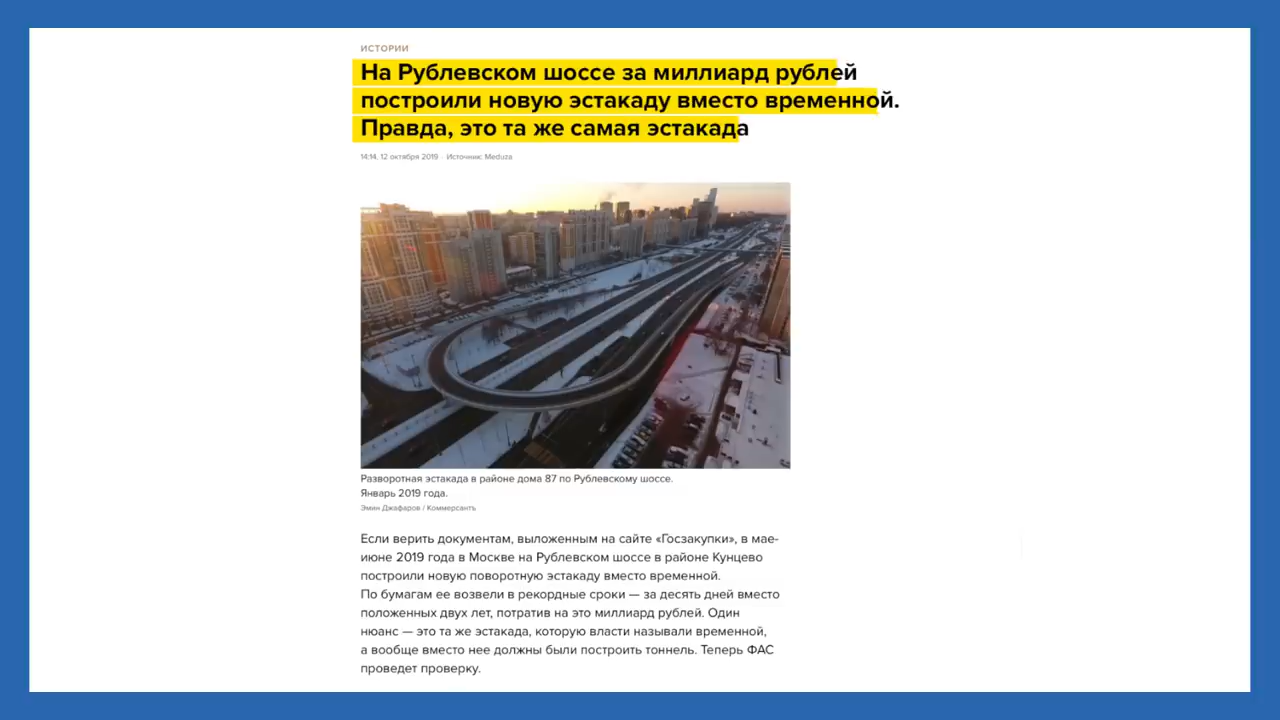 ИСТОРИИ
На Рублевском шоссе за миллиард рублей
построили новую эстакаду вместо временной.
Правда, это та же самая эстакада
14:14, 12 октября 2019 · Источник: Meduza
Разворотная эстакада в районе дома 87 по Рублевскому шоссе.
Январь 2019 года.
Эмин Джафаров / Коммерсантъ
Если верить документам, выложенным на сайте «Госзакупки», в мае-
июне 2019 года в Москве на Рублевском шоссе в районе Кунцево
построили новую поворотную эстакаду вместо временной.
По бумагам ее возвели в рекордные сроки — за десять дней вместо
положенных двух лет, потратив на это миллиард рублей. Один
нюанс — это та же эстакада, которую власти называли временной,
а вообще вместо нее должны были построить тоннель. Теперь ФАС
проведет проверку.